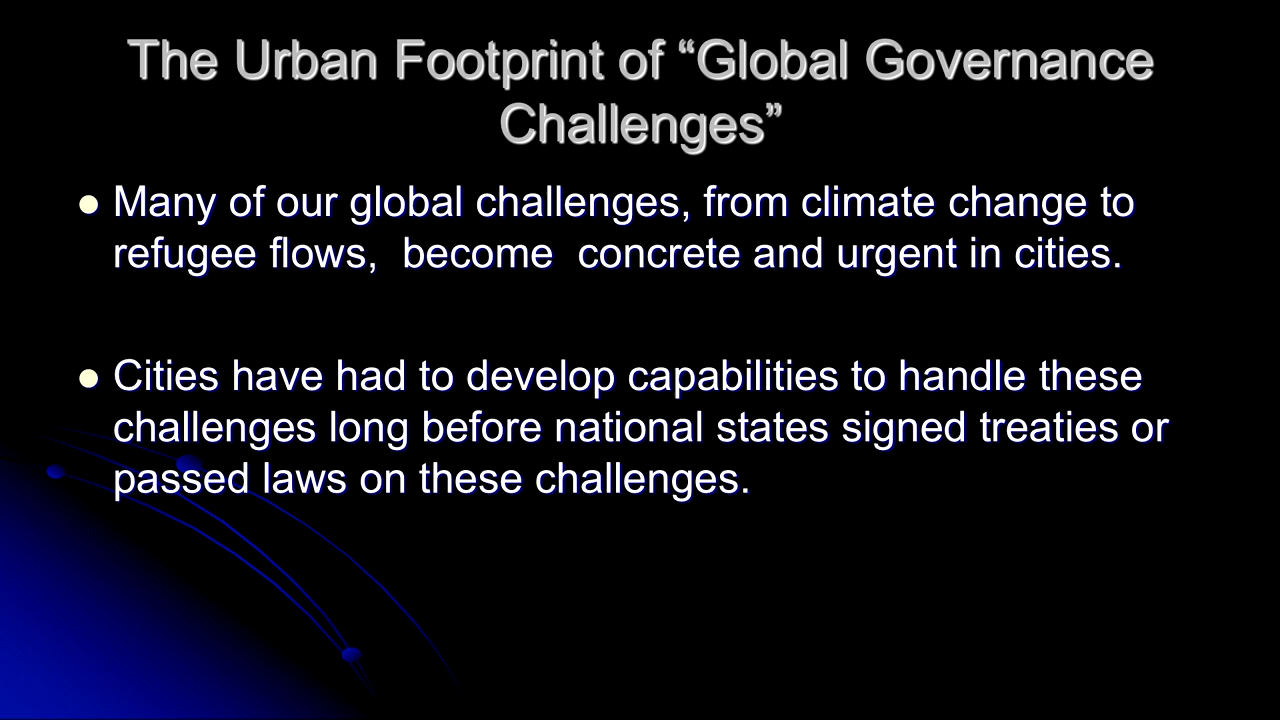 The Urban Footprint of “Global Governance
Challenges”
● Many of our global challenges, from climate change to
refugee flows,  become  concrete and urgent in cities.
● Cities have had to develop capabilities to handle these
challenges long before national states signed treaties or
passed laws on these challenges.